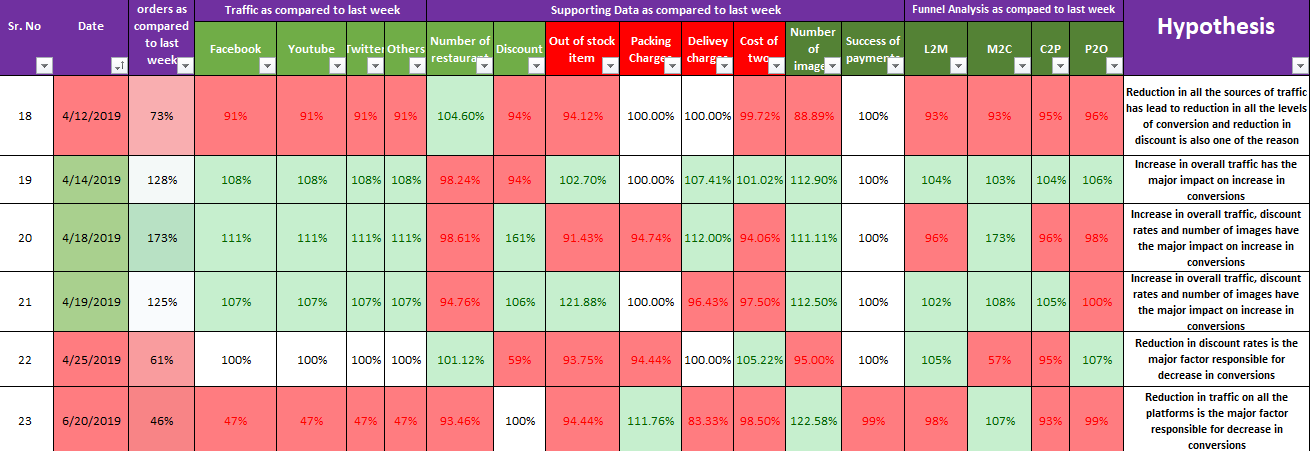 Sr. No
Date
orders as
compared
to last
week
Traffic as compared to last week
Facebook
Youtube
Twitter
Others
Supporting Data as compared to last week
Number of
restaurant
Discount
Out of stock
item
Packing
Charges
Delivey
charges
Cost of
two
Number
of
images
Success of
payments
Funnel Analysis as compaed to last week
L2M
M2C
C2P
P2O
Hypothesis
18 4/12/2019 73% 91% 91% 91% 91% 104.60% 94% 94.12% 100.00% 100.00% 99.72% 88.89% 100% 93% 93% 95% 96%
Reduction in all the sources of traffic
has lead to reduction in all the levels
of conversion and reduction in
discount is also one of the reason
19 4/14/2019 128% 108% 108% 108% 108% 98.24% 94% 102.70% 100.00% 107.41% 101.02% 112.90% 100% 104% 103% 104% 106%
Increase in overall traffic has the
major impact on increase in
conversions
20 4/18/2019 173% 111% 111% 111% 111% 98.61% 161% 91.43% 94.74% 112.00% 94.06% 111.11% 100% 96% 173% 96% 98%
Increase in overall traffic, discount
rates and number of images have
the major impact on increase in
conversions
21 4/19/2019 125% 107% 107% 107% 107% 94.76% 106% 121.88% 100.00% 96.43% 97.50% 112.50% 100% 102% 108% 105% 100%
Increase in overall traffic, discount
rates and number of images have
the major impact on increase in
conversions
22 4/25/2019 61% 100% 100% 100% 100% 101.12% 59% 93.75% 94.44% 100.00% 105.22% 95.00% 100% 105% 57% 95% 107%
Reduction in discount rates is the
major factor responsible for
decrease in conversions
23 6/20/2019 46% 47% 47% 47% 47% 93.46% 100% 94.44% 111.76% 83.33% 98.50% 122.58% 99% 98% 107% 93% 99%
Reduction in traffic on all the
platforms is the major factor
responsible for decrease in
conversions